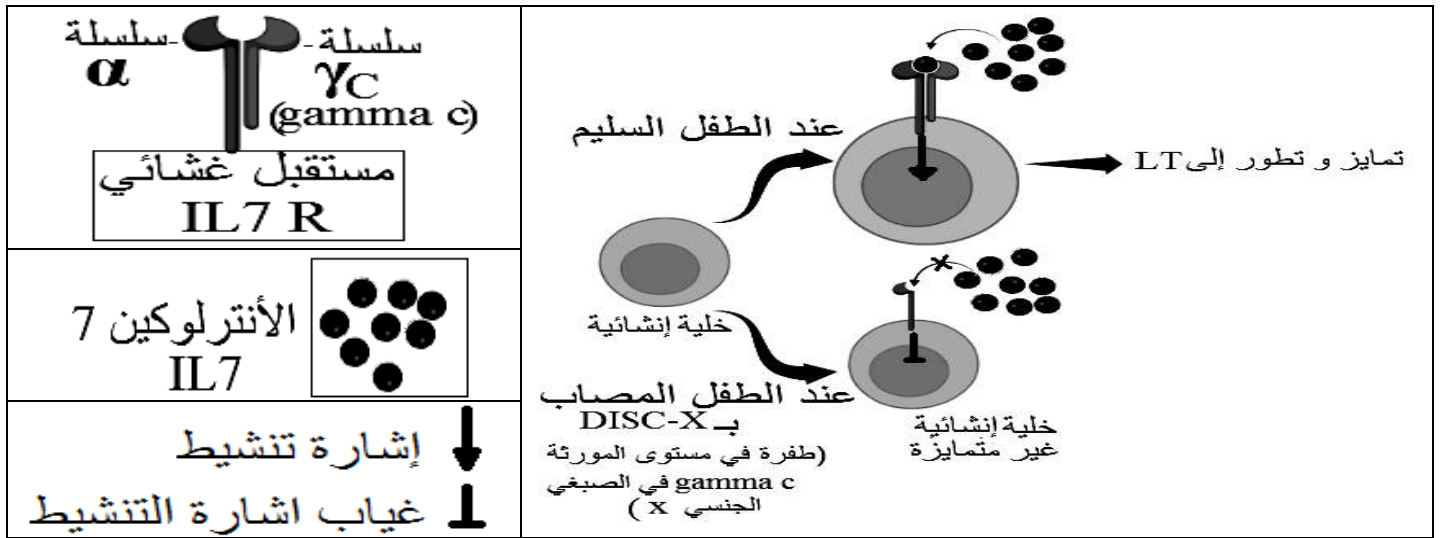 سلسلة-
α
-سلسلة
γC
(gamma c)
مستقبل غشائي
IL7 R
الأنترلوكين 7
IL7
إشارة تنشيط
غياب اشارة التنشيط
عند الطفل السليم
تمايز و تطور إلى LT
خلية إنشائية
عند الطفل المصاب
بـ DISC-X
(طفرة في مستوى المورثة
gamma c في الصبغي
الجنسي x )
خلية إنشائية
غير متمايزة